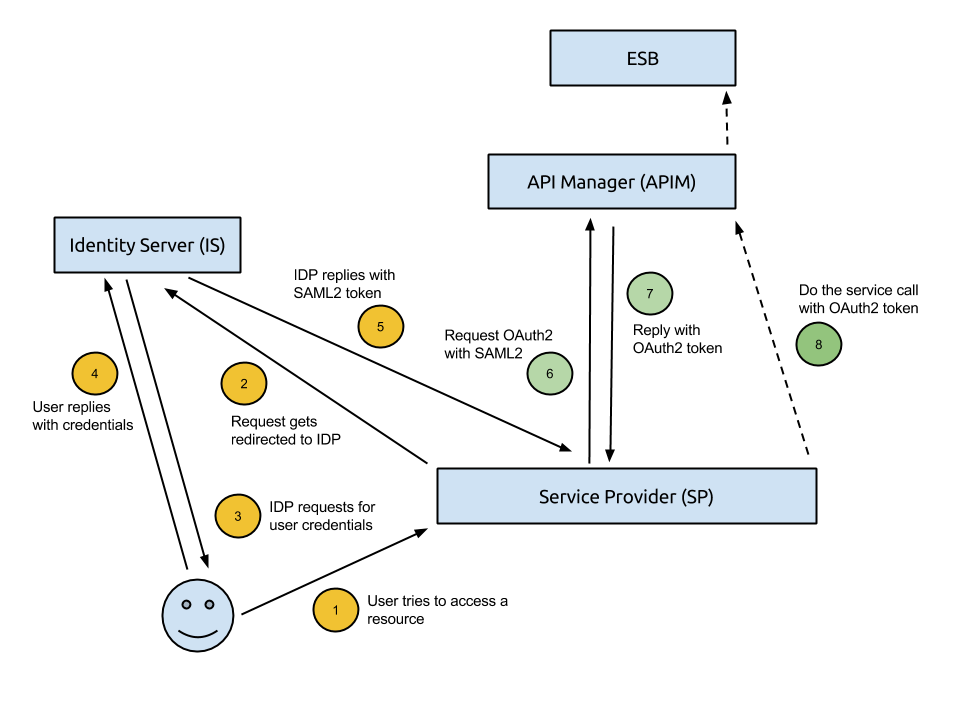 ESB
API Manager (APIM)
Identity Server (IS)
IDP replies with
SAML2 token
5
7
Reply with
OAuth2 token
Do the service call
with OAuth2 token
8
Request OAuth2
with SAML2
6
4
User replies
with credentials
2
Request gets
redirected to IDP
Service Provider (SP)
3
IDP requests for
user credentials
1
User tries to access a
resource